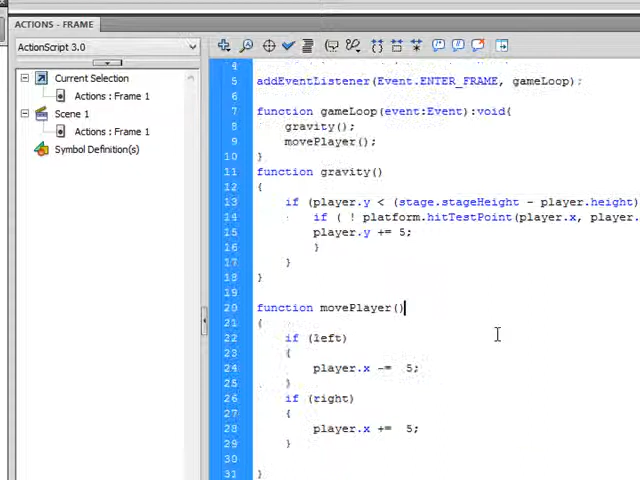 ACTIONS - FRAME
ActionScript 3.0
Current Selection
Actions : Frame 1
Scene 1
Actions : Frame 1
Symbol Definition(s)
4
5 addEventListener(Event.ENTER_FRAME, gameLoop);
6
7 function gameLoop(event:Event):void{
8 gravity();
9 movePlayer();
10 }
11 function gravity()
12 {
13 if (player.y < (stage.stageHeight - player.height)
14 if ( ! platform.hitTestPoint(player.x, player.
15 player.y += 5;
16 }
17 }
18 }
19
20 function movePlayer()
21 {
22 if (left)
23 {
24 player.x -= 5;
25 }
26 if (right)
27 {
28 player.x += 5;
29 }
30
31 }